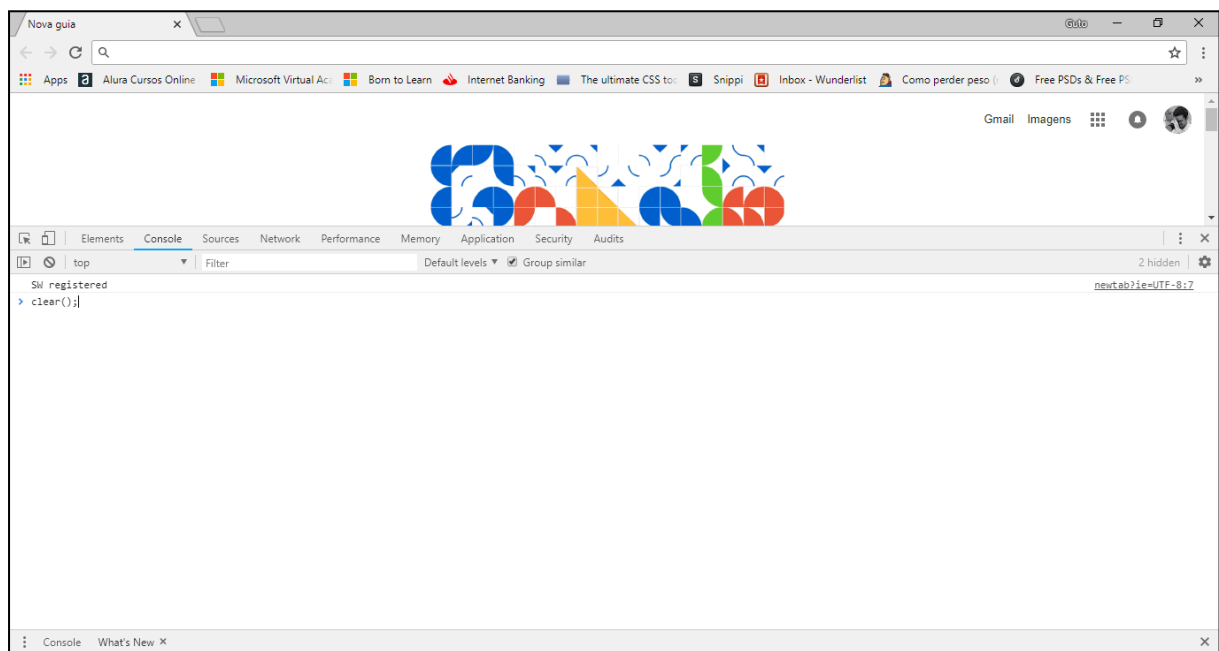 Nova guia
Guto
Apps Alura Cursos Online Microsoft Virtual Aca Born to Learn Internet Banking The ultimate CSS too Snippi Inbox - Wunderlist Como perder peso ( Free PSDs & Free PS »
Gmail Imagens
Elements Console Sources Network Performance Memory Application Security Audits
top Filter Default levels Group similar 2 hidden
SW registered newtab?ie=UTF-8:7
> clear();
Console What's New